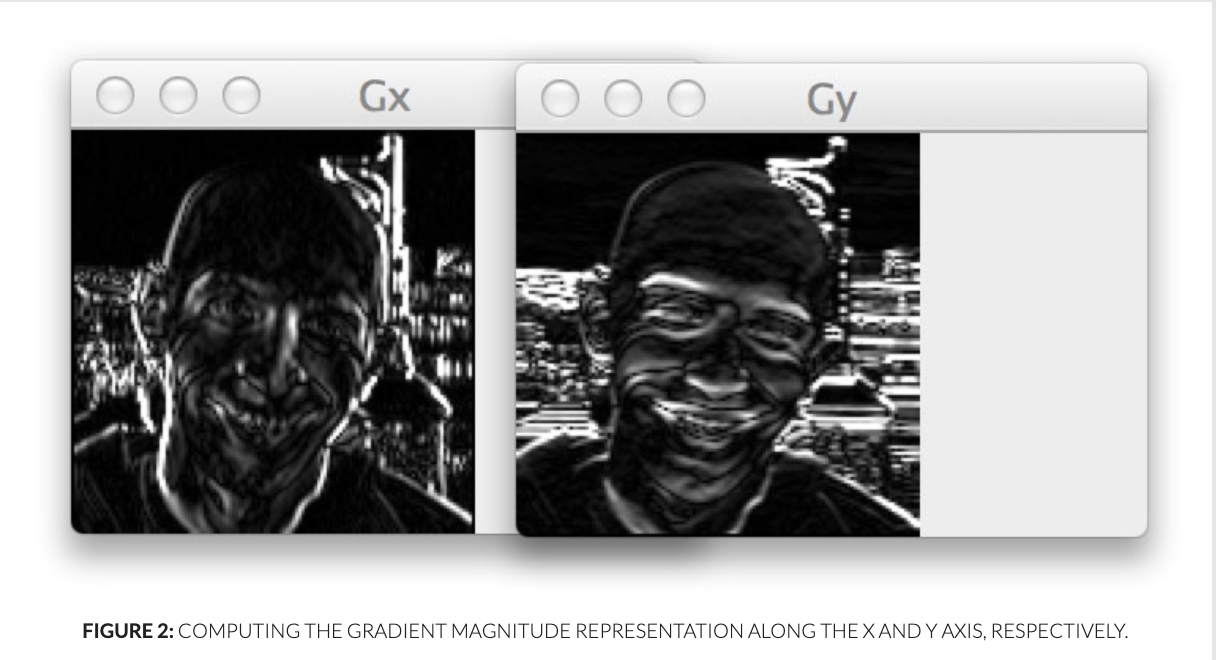 Gx
Gy
FIGURE 2: COMPUTING THE GRADIENT MAGNITUDE REPRESENTATION ALONG THE X AND Y AXIS, RESPECTIVELY.